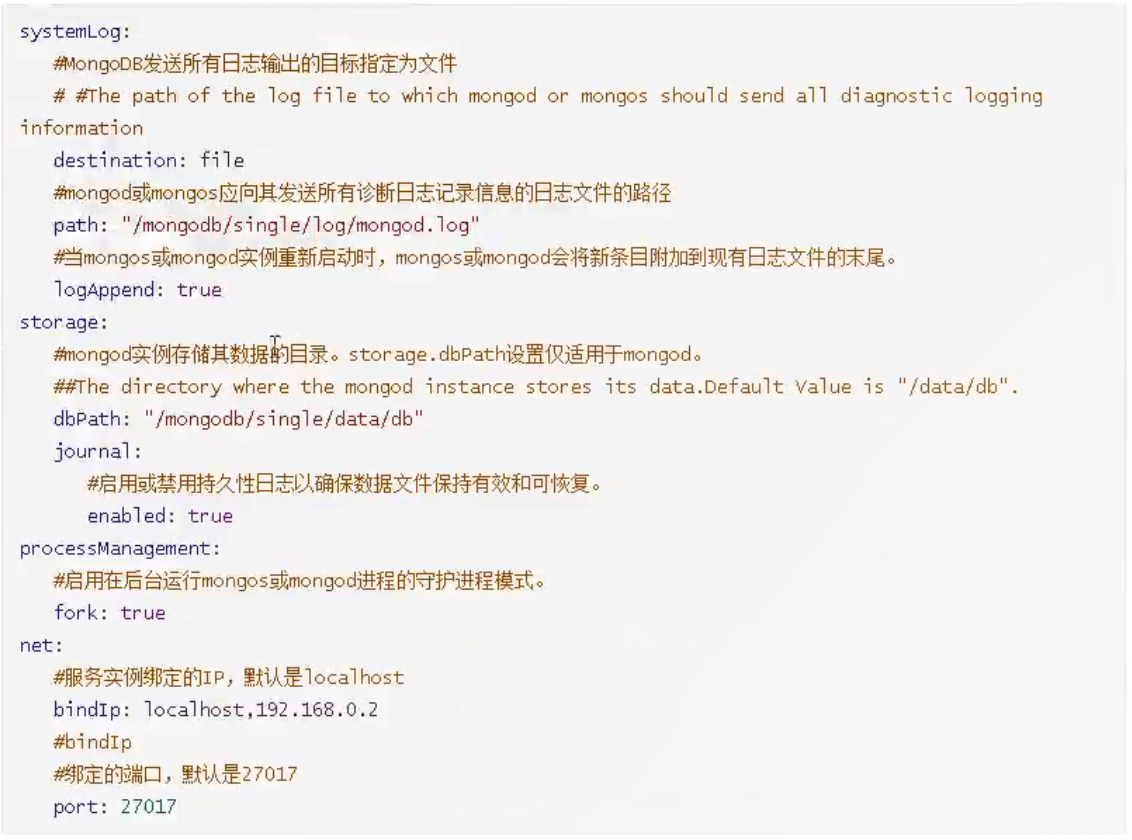 systemLog:
#MongoDB发送所有日志输出的目标指定为文件
# #The path of the log file to which mongod or mongos should send all diagnostic logging
information
destination: file
#mongod或mongos应向其发送所有诊断日志记录信息的日志文件的路径
path: "/mongodb/single/log/mongod.log"
#当mongos或mongod实例重新启动时，mongos或mongod会将新条目附加到现有日志文件的末尾。
logAppend: true
storage:
#mongod实例存储其数据的目录。storage.dbPath设置仅适用于mongod。
##The directory where the mongod instance stores its data.Default Value is "/data/db".
dbPath: "/mongodb/single/data/db"
journal:
#启用或禁用持久性日志以确保数据文件保持有效和可恢复。
enabled: true
processManagement:
#启用在后台运行mongos或mongod进程的守护进程模式。
fork: true
net:
#服务实例绑定的IP，默认是localhost
bindIp: localhost,192.168.0.2
#bindIp
#绑定的端口，默认是27017
port: 27017